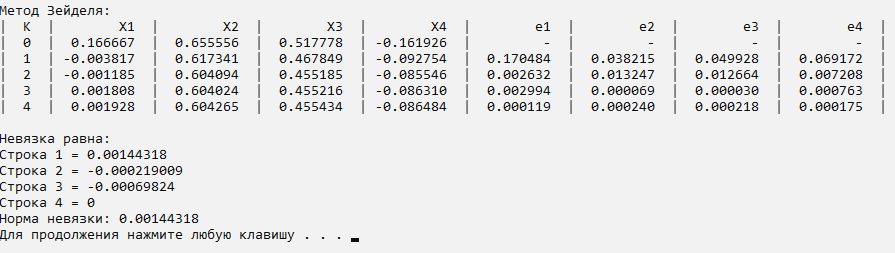 Метод Зейделя:
| K | X1 | X2 | X3 | X4 | e1 | e2 | e3 | e4 |
| 0 | 0.166667 | 0.655556 | 0.517778 | -0.161926 | - | - | - | - |
| 1 | -0.003817 | 0.617341 | 0.467849 | -0.092754 | 0.170484 | 0.038215 | 0.049928 | 0.069172 |
| 2 | -0.001185 | 0.604094 | 0.455185 | -0.085546 | 0.002632 | 0.013247 | 0.012664 | 0.007208 |
| 3 | 0.001808 | 0.604024 | 0.455216 | -0.086310 | 0.002994 | 0.000069 | 0.000030 | 0.000763 |
| 4 | 0.001928 | 0.604265 | 0.455434 | -0.086484 | 0.000119 | 0.000240 | 0.000218 | 0.000175 |
Невязка равна:
Строка 1 = 0.00144318
Строка 2 = -0.000219009
Строка 3 = -0.00069824
Строка 4 = 0
Норма невязки: 0.00144318
Для продолжения нажмите любую клавишу . . .